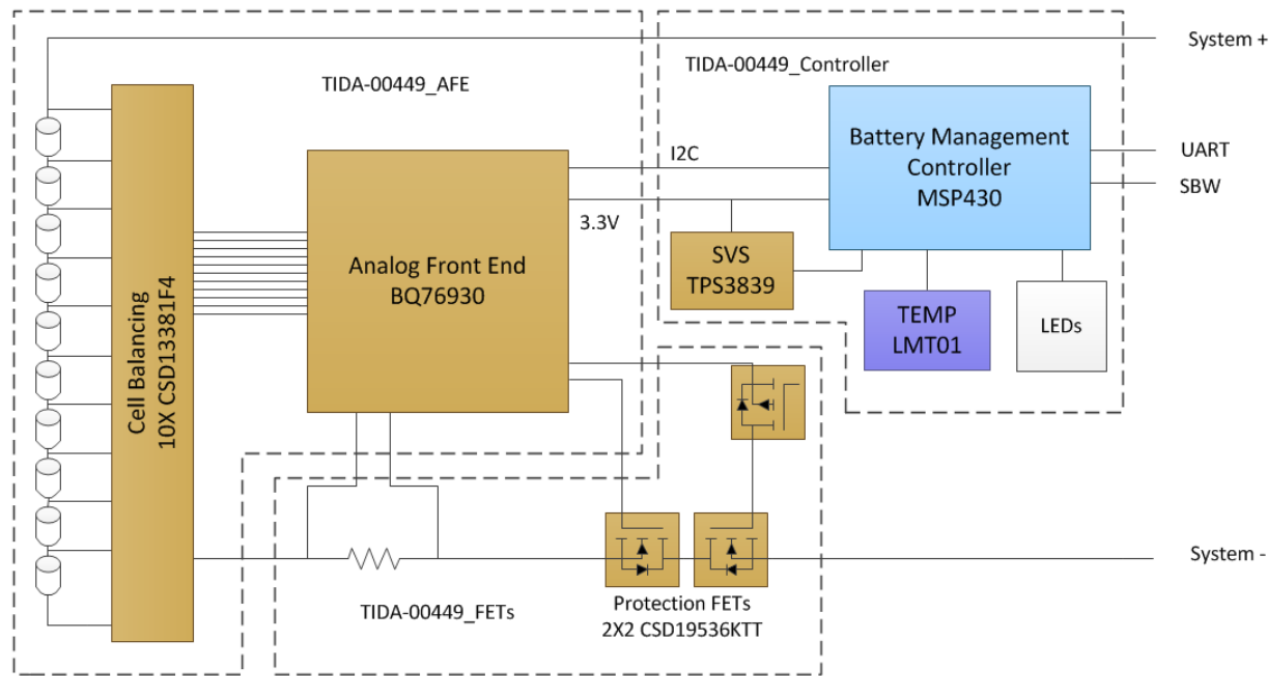 System +
TIDA-00449_Controller
TIDA-00449_AFE
Battery Management
Controller
MSP430
UART
SBW
I2C
3.3V
Analog Front End
BQ76930
SVS
TPS3839
TEMP
LMT01
LEDs
Cell Balancing
10X CSD13381F4
System -
TIDA-00449_FETs
Protection FETs
2X2 CSD19536KTT